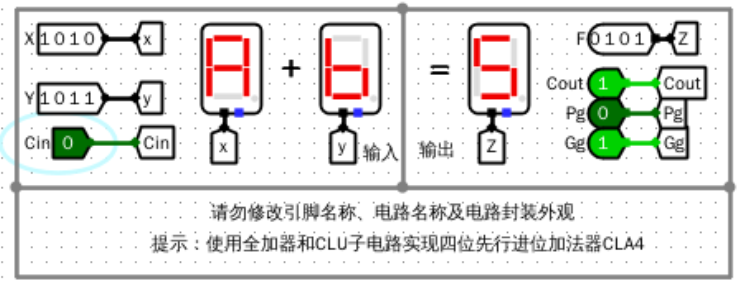 X 1010 x
Y 1011 y
Cin 0 Cin
A + b = 5
x y 输入 输出 Z
F 0101 Z
Cout 1 Cout
Pg 0 Pg
Gg 1 Gg
请勿修改引脚名称、电路名称及电路封装外观
提示：使用全加器和CLU子电路实现四位先行进位加法器CLA4